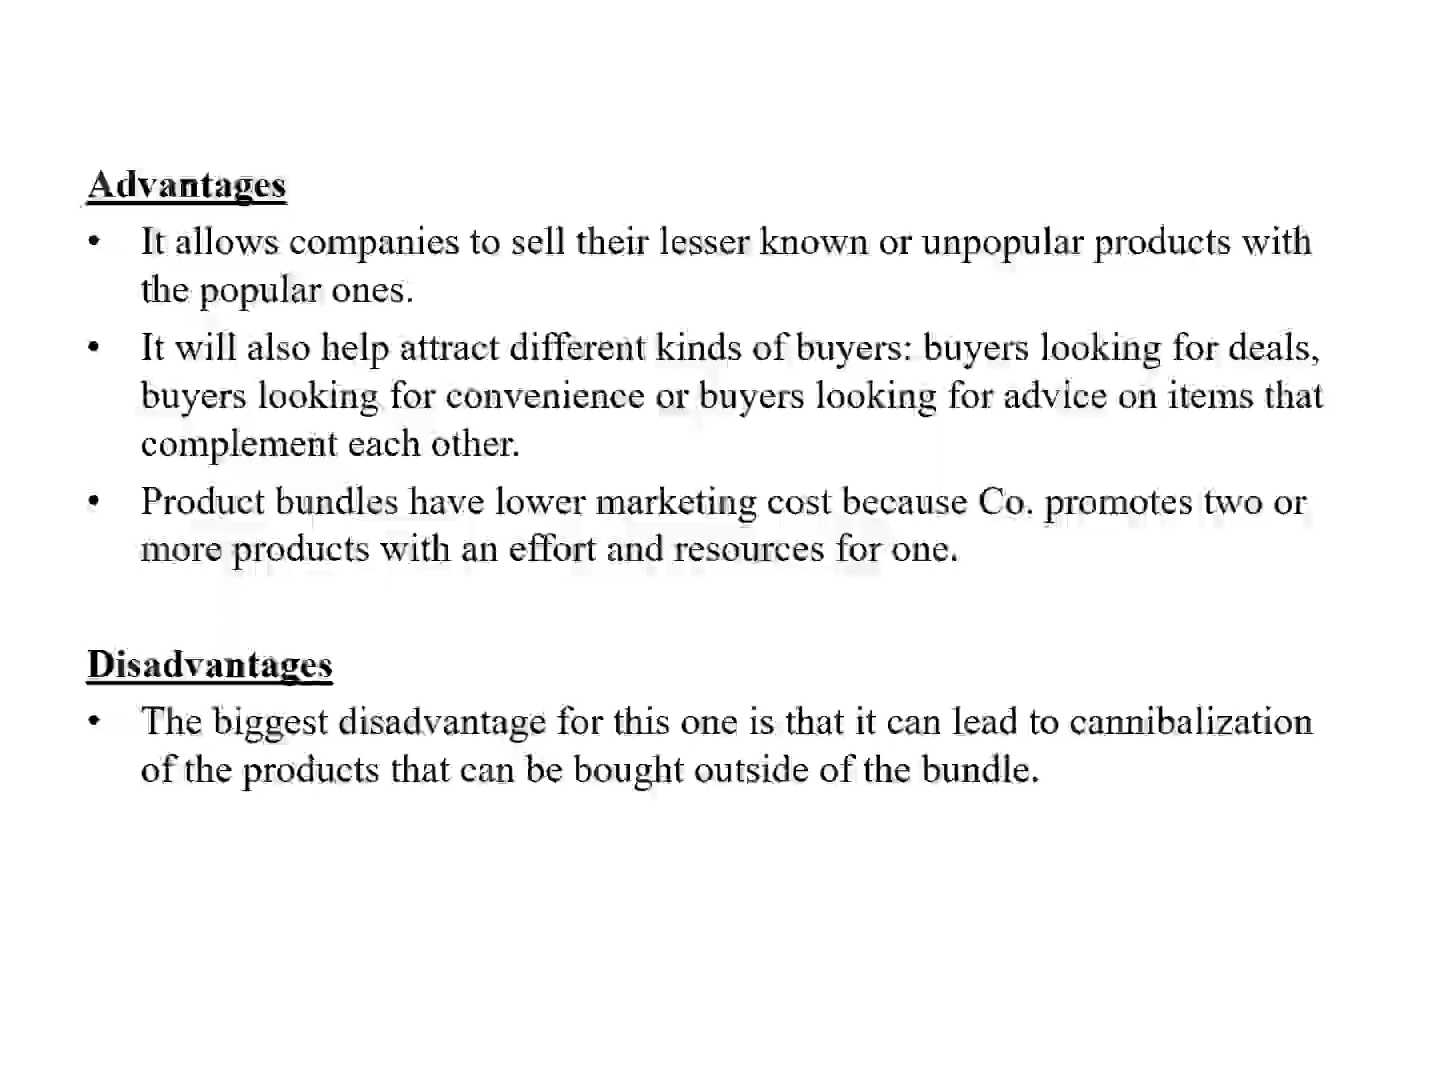 Advantages
• It allows companies to sell their lesser known or unpopular products with
the popular ones.
• It will also help attract different kinds of buyers: buyers looking for deals,
buyers looking for convenience or buyers looking for advice on items that
complement each other.
• Product bundles have lower marketing cost because Co. promotes two or
more products with an effort and resources for one.
Disadvantages
• The biggest disadvantage for this one is that it can lead to cannibalization
of the products that can be bought outside of the bundle.